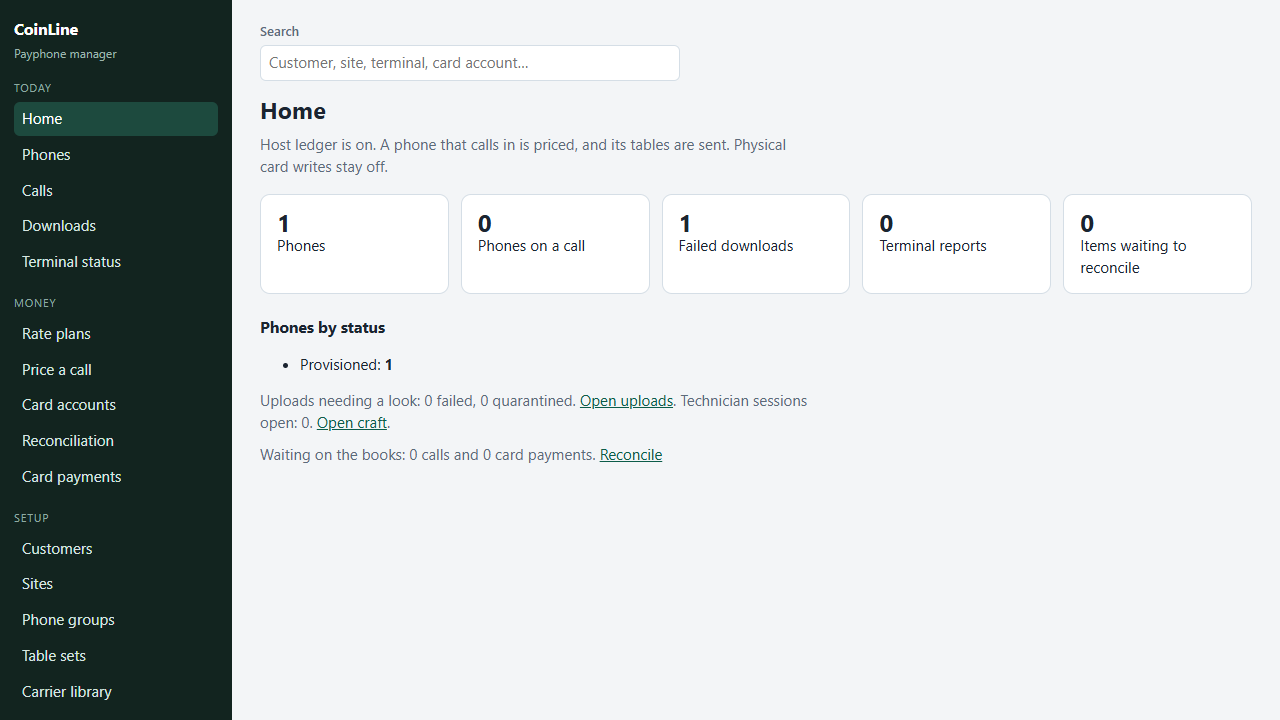 CoinLine
Payphone manager
TODAY
Home
Phones
Calls
Downloads
Terminal status
MONEY
Rate plans
Price a call
Card accounts
Reconciliation
Card payments
SETUP
Customers
Sites
Phone groups
Table sets
Carrier library
Search
Customer, site, terminal, card account...
Home
Host ledger is on. A phone that calls in is priced, and its tables are sent. Physical
card writes stay off.
1
Phones
0
Phones on a call
1
Failed downloads
0
Terminal reports
0
Items waiting to
reconcile
Phones by status
• Provisioned: 1
Uploads needing a look: 0 failed, 0 quarantined. Open uploads. Technician sessions
open: 0. Open craft.
Waiting on the books: 0 calls and 0 card payments. Reconcile